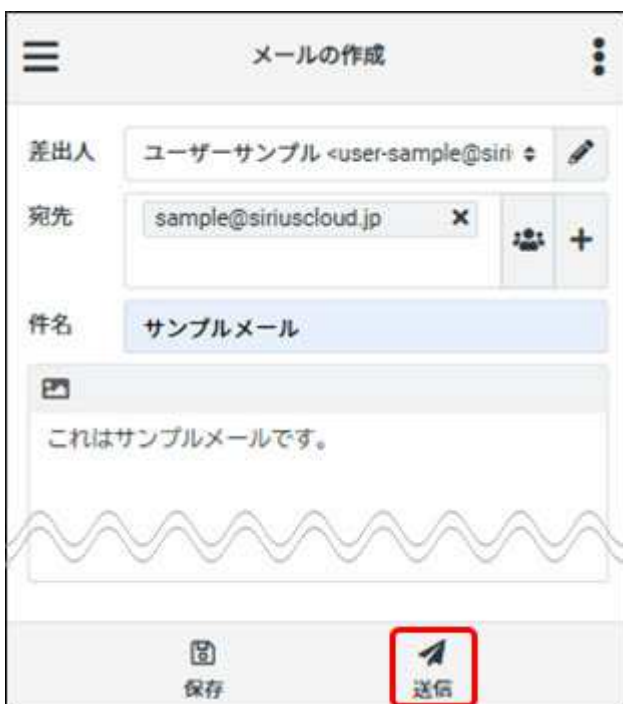 メールの作成
差出人 ユーザーサンプル <user-sample@siri
宛先 sample@siriuscloud.jp
件名 サンプルメール
これはサンプルメールです。
保存 送信